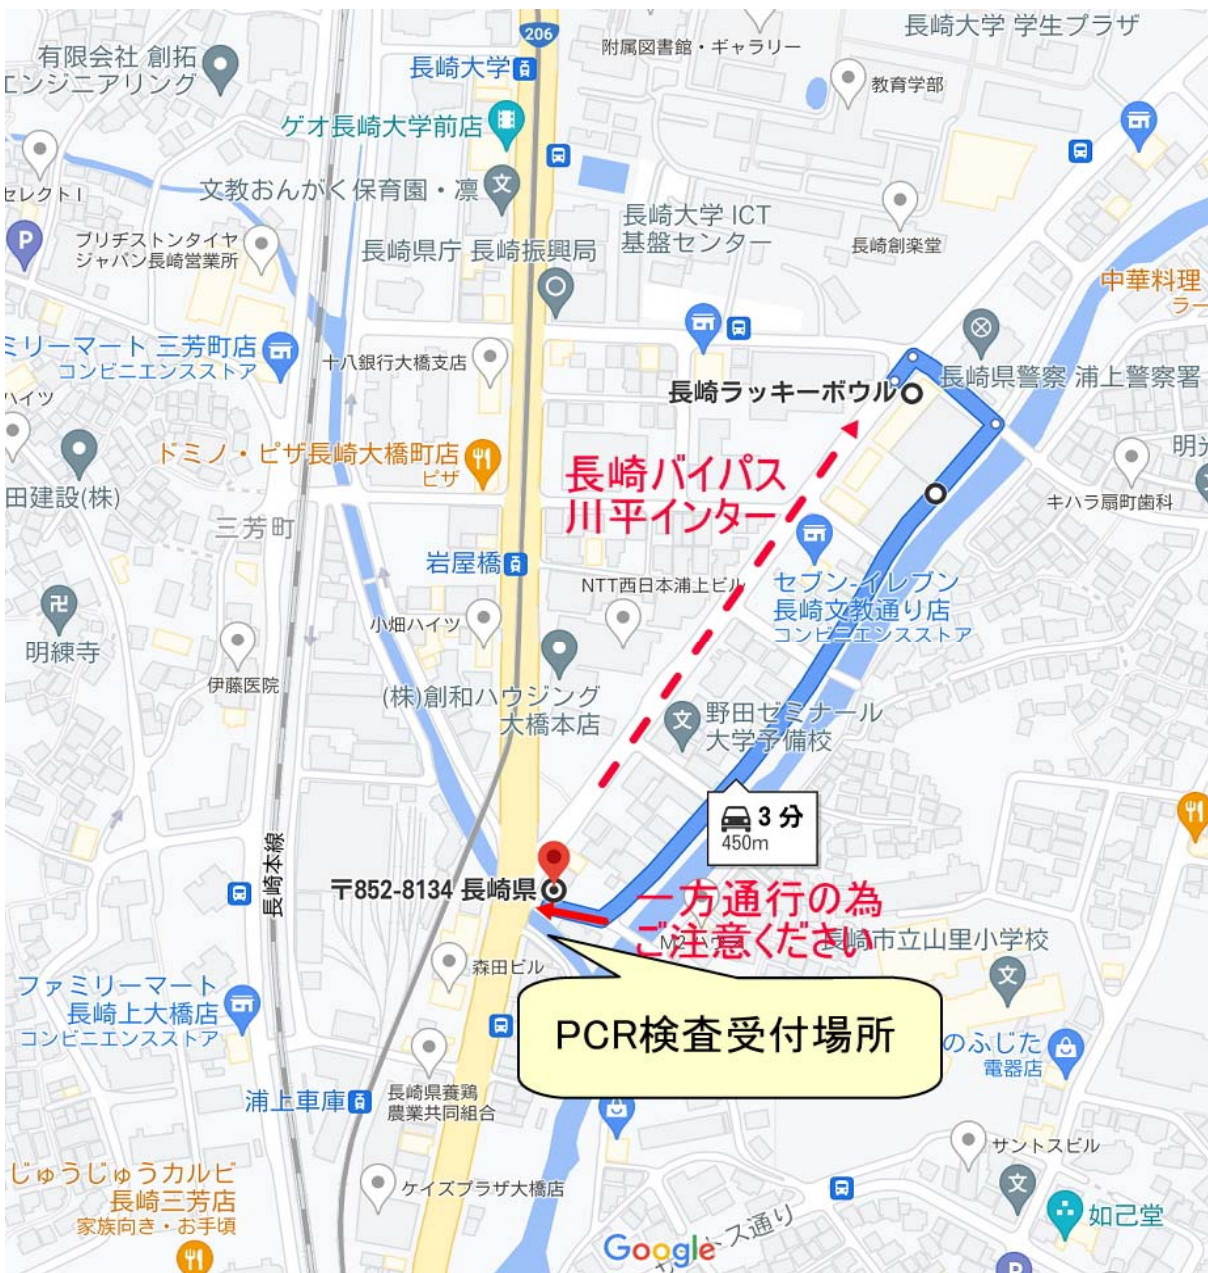 206
長崎大学 学生プラザ
有限会社 創拓
エンジニアリング
附属図書館・ギャラリー
長崎大学
教育学部
ゲオ長崎大学前店
セレクトI
文教おんがく保育園・凛
長崎大学 ICT
基盤センター
P
ブリヂストンタイヤ
ジャパン長崎営業所
長崎県庁 長崎振興局
長崎創楽堂
中華料理
ラー
ミリーマート 三芳町店
コンビニエンスストア
十八銀行大橋支店
長崎ラッキーボウル
長崎県警察 浦上警察署
ハイツ
ドミノ・ピザ長崎大橋町店
ピザ
長崎バイパス
川平インター
明光
田建設(株)
三芳町
キハラ扇町歯科
岩屋橋
NTT西日本浦上ビル
セブン-イレブン
長崎文教通り店
コンビニエンスストア
小畑ハイツ
明練寺
伊藤医院
(株)創和ハウジング
大橋本店
野田ゼミナール
大学予備校
3 分
450m
長崎本線
〒852-8134 長崎県
一方通行の為
ご注意ください
M2ハウス
長崎市立山里小学校
森田ビル
ファミリーマート
長崎上大橋店
コンビニエンスストア
PCR検査受付場所
のふじた
電器店
浦上車庫
長崎県養鶏
農業共同組合
サントスビル
じゅうじゅうカルビ
長崎三芳店
家族向き・お手頃
ケイズプラザ大橋店
如己堂
サントス通り
Google
P